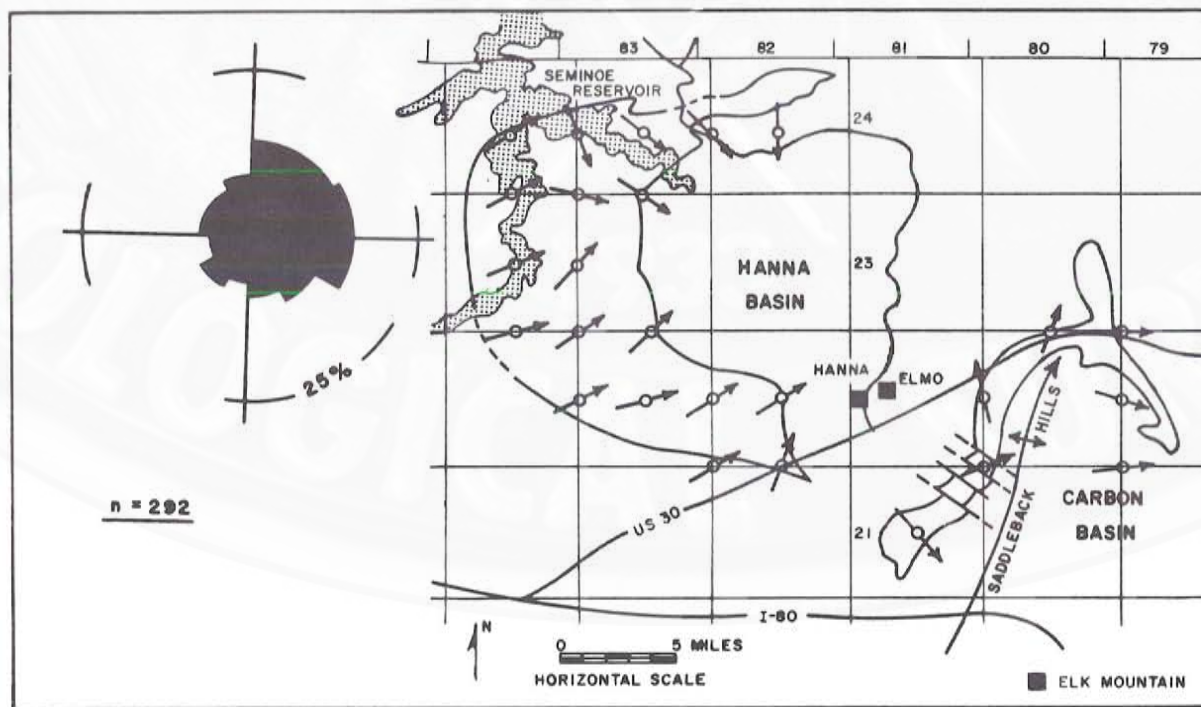 83
82
81
80
79
SEMINOE
RESERVOIR
24
HANNA
BASIN
23
25%
HANNA
ELMO
HILLS
n = 292
US 30
21
SADDLEBACK
CARBON
BASIN
I-80
N
0 5 MILES
HORIZONTAL SCALE
ELK MOUNTAIN